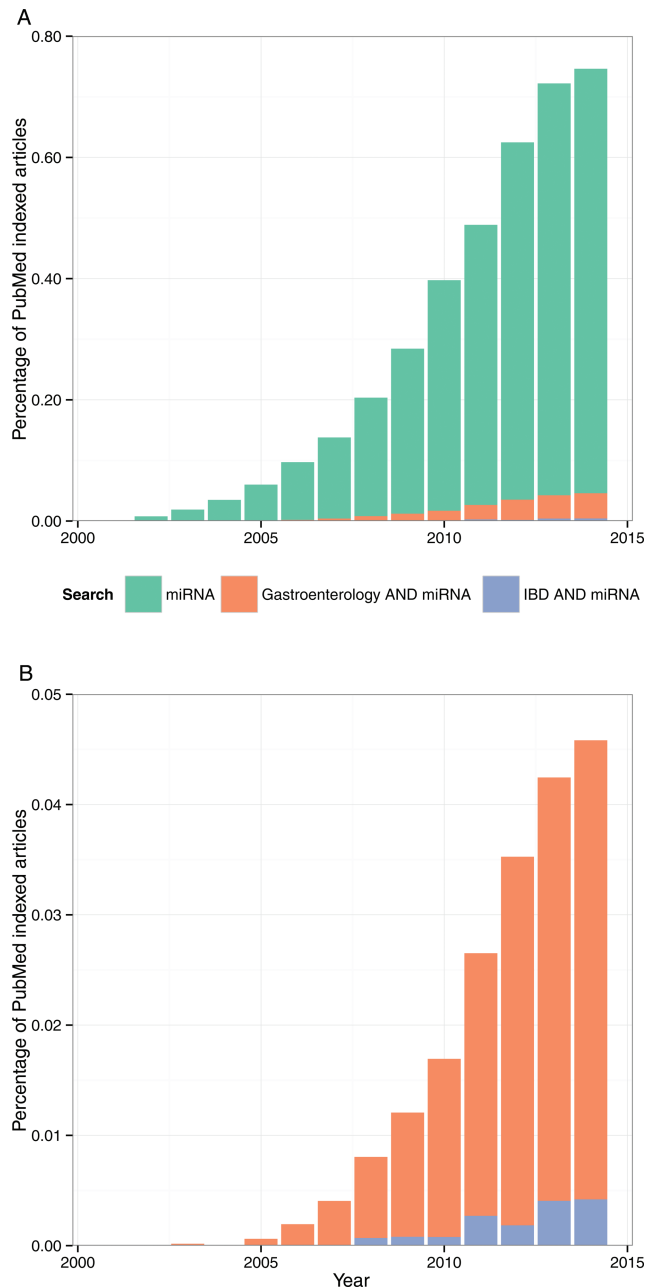 A
Percentage of PubMed indexed articles
0.80
0.60
0.40
0.20
0.00
2000 2005 2010 2015
Search miRNA Gastroenterology AND miRNA IBD AND miRNA
B
Percentage of PubMed indexed articles
0.05
0.04
0.03
0.02
0.01
0.00
2000 2005 2010 2015
Year